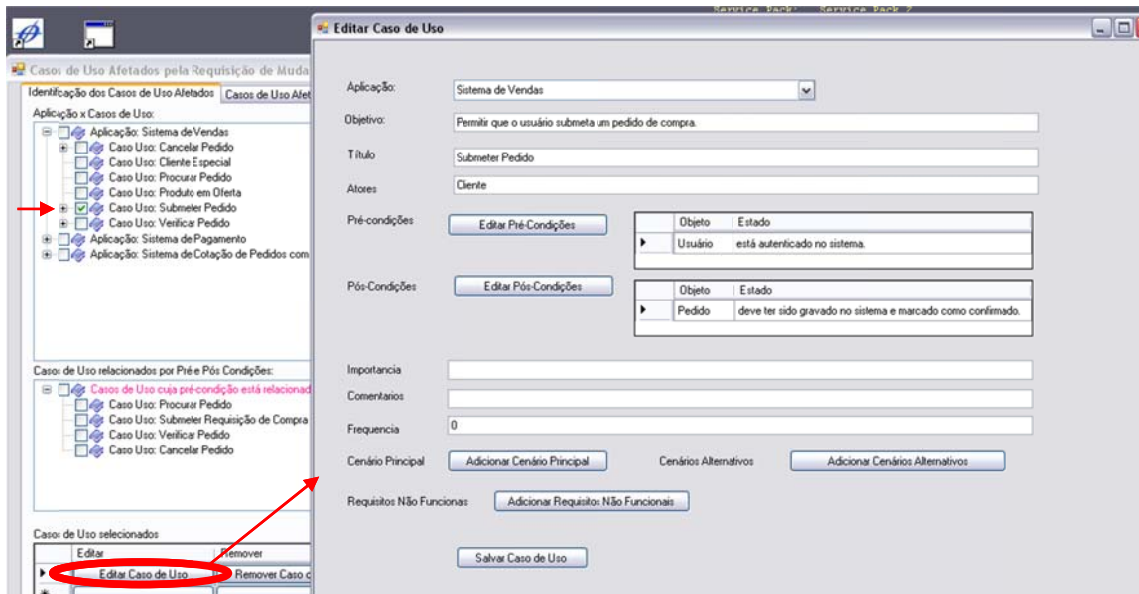 Service Pack: Service Pack 2
Casos de Uso Afetados pela Requisição de Muda
Identifcação dos Casos de Uso Afetados
Casos de Uso Afet
Aplicação x Casos de Uso:
Aplicação: Sistema de Vendas
Caso Uso: Cancelar Pedido
Caso Uso: Cliente Especial
Caso Uso: Procurar Pedido
Caso Uso: Produto em Oferta
Caso Uso: Submeter Pedido
Caso Uso: Verificar Pedido
Aplicação: Sistema de Pagamento
Aplicação: Sistema de Cotação de Pedidos com
Casos de Uso relacionados por Pré e Pós Condições:
Casos de Uso cuja pré-condição está relacionad
Caso Uso: Procurar Pedido
Caso Uso: Submeter Requisição de Compra
Caso Uso: Verificar Pedido
Caso Uso: Cancelar Pedido
Casos de Uso selecionados
Editar
Remover
Editar Caso de Uso
Remover Caso d
Editar Caso de Uso
Aplicação:
Sistema de Vendas
Objetivo:
Permitir que o usuário submeta um pedido de compra.
Título
Submeter Pedido
Atores
Cliente
Pré-condições
Editar Pré-Condições
Objeto Estado
Usuário está autenticado no sistema.
Pós-Condições
Editar Pós-Condições
Objeto Estado
Pedido deve ter sido gravado no sistema e marcado como confirmado.
Importancia
Comentarios
Frequencia
0
Cenário Principal
Adicionar Cenário Principal
Cenários Alternativos
Adicionar Cenários Alternativos
Requisitos Não Funcionas
Adicionar Requisitos Não Funcionais
Salvar Caso de Uso